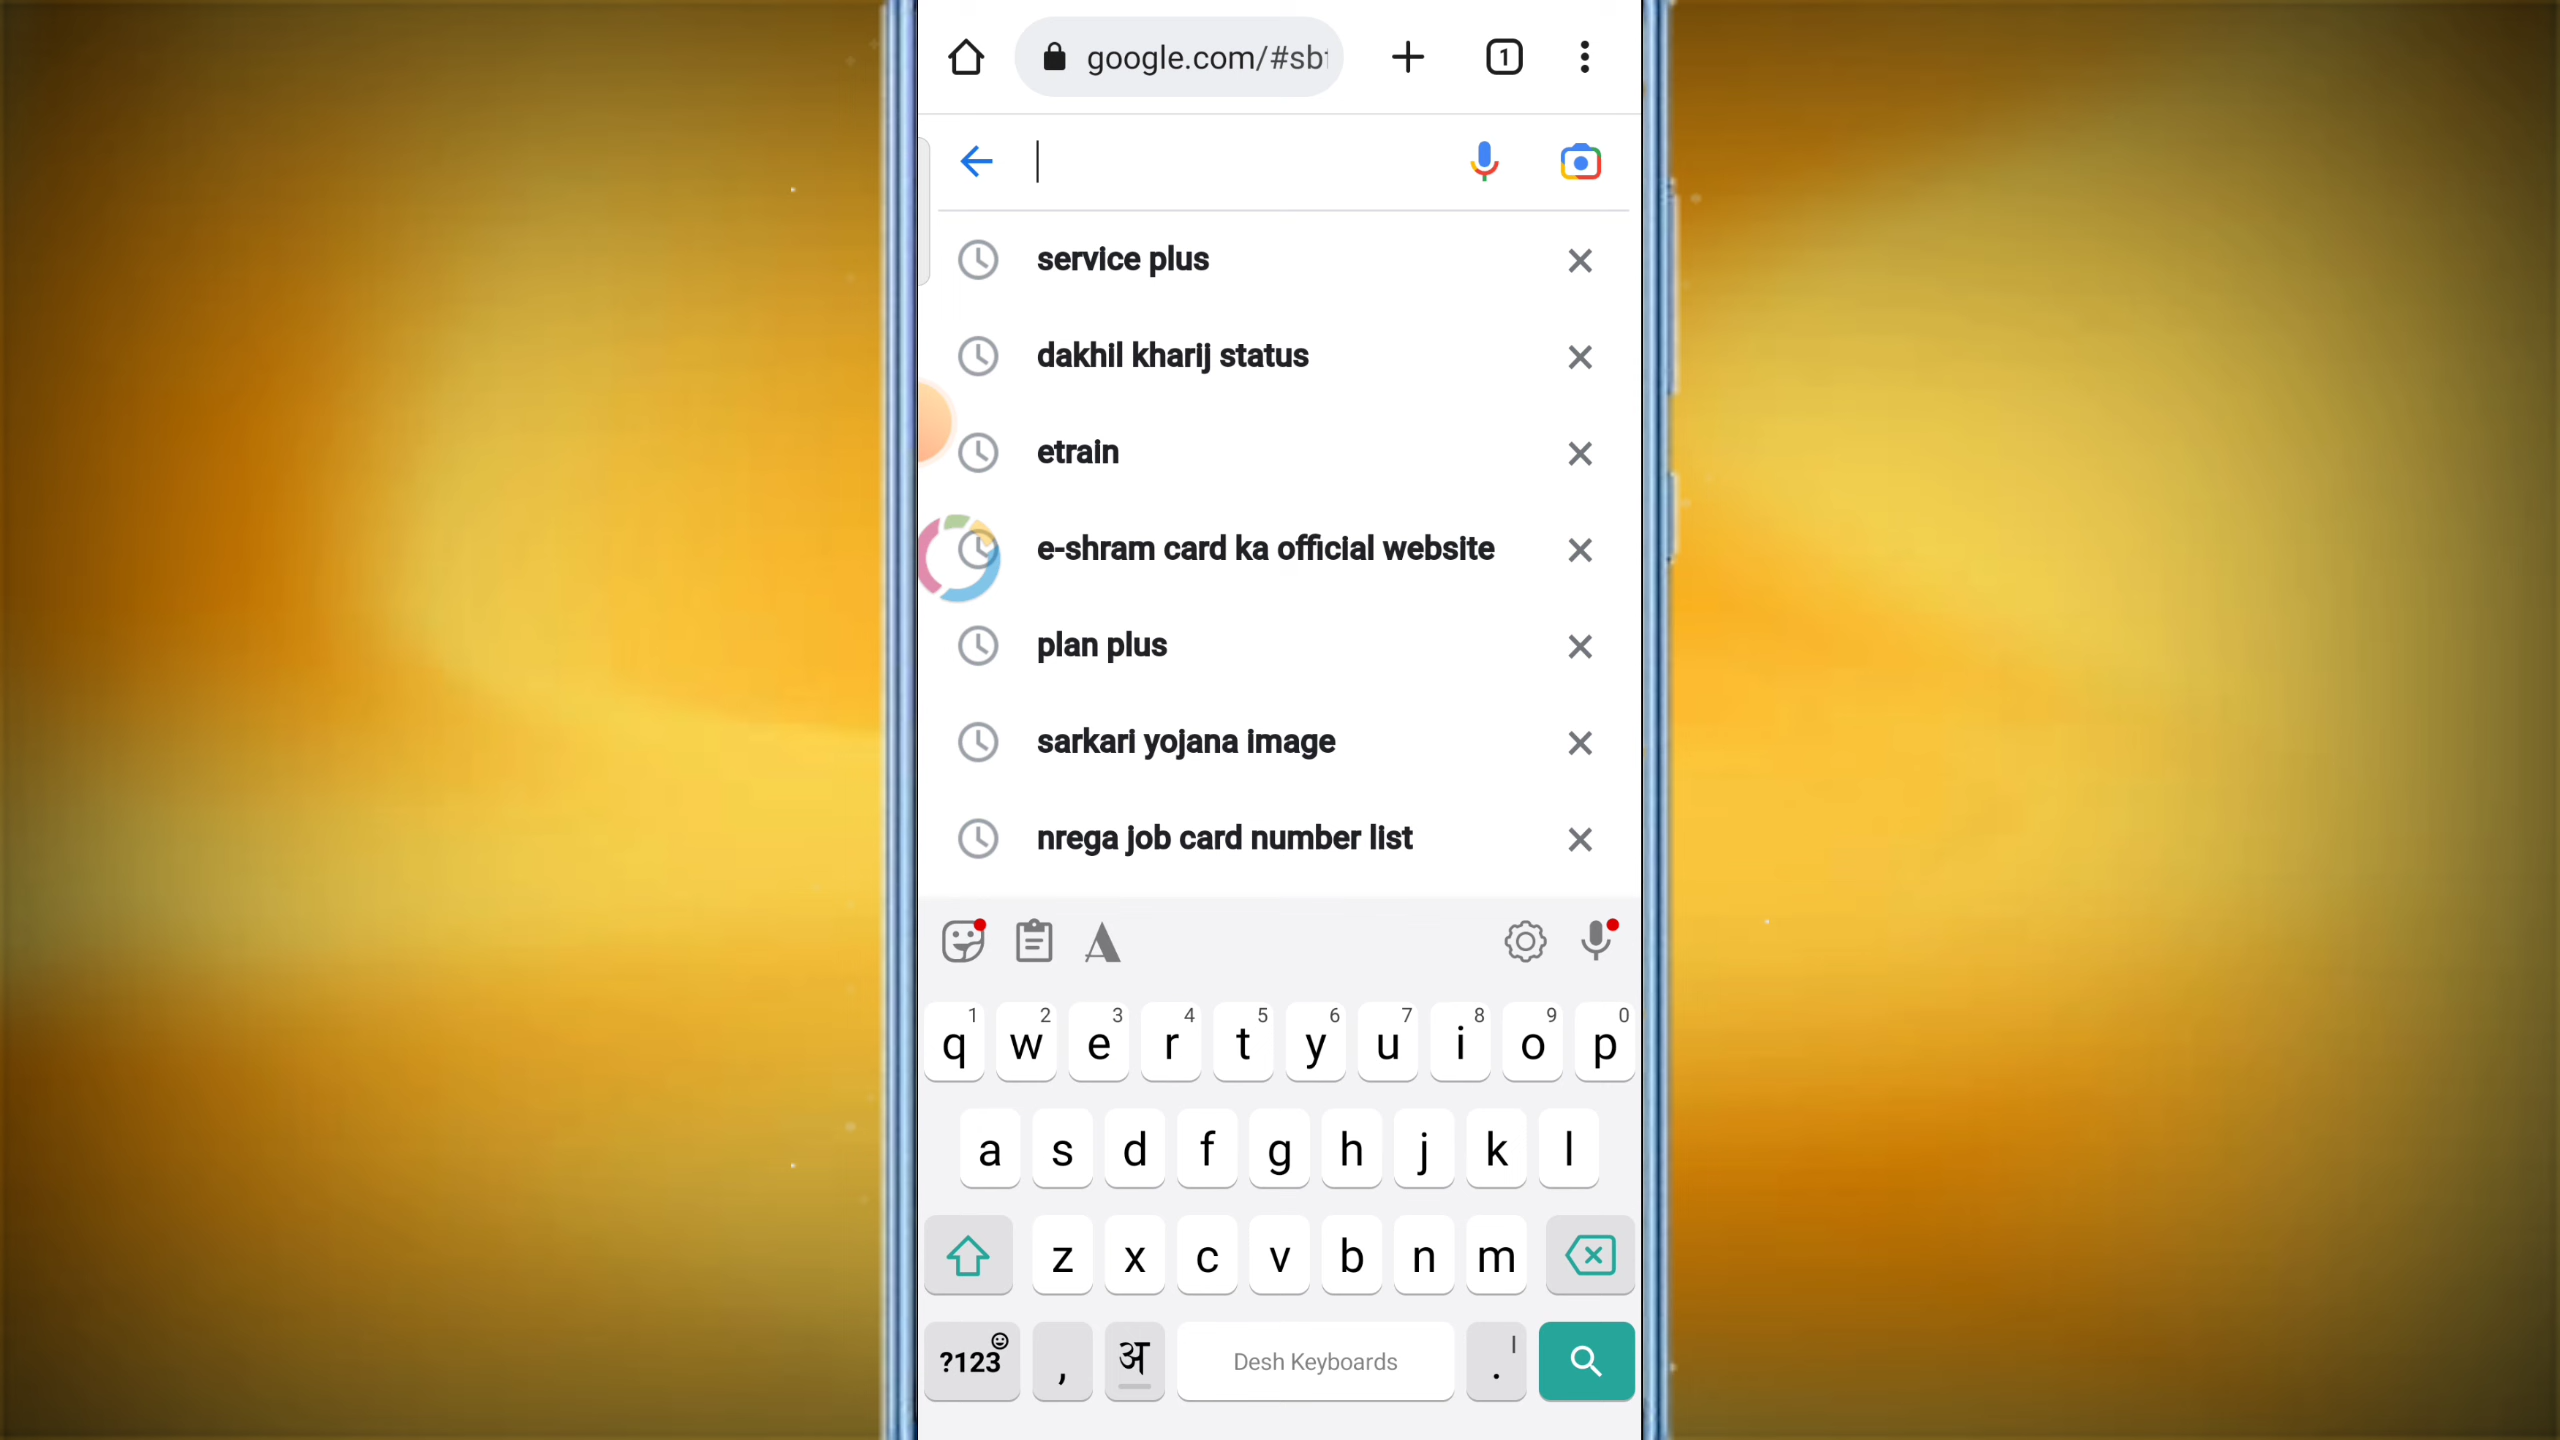 google.com/#sb
1
service plus
dakhil kharij status
etrain
e-shram card ka official website
plan plus
sarkari yojana image
nrega job card number list
1 2 3 4 5 6 7 8 9 0
q w e r t y u i o p
a s d f g h j k l
z x c v b n m
?123 , अ Desh Keyboards . |